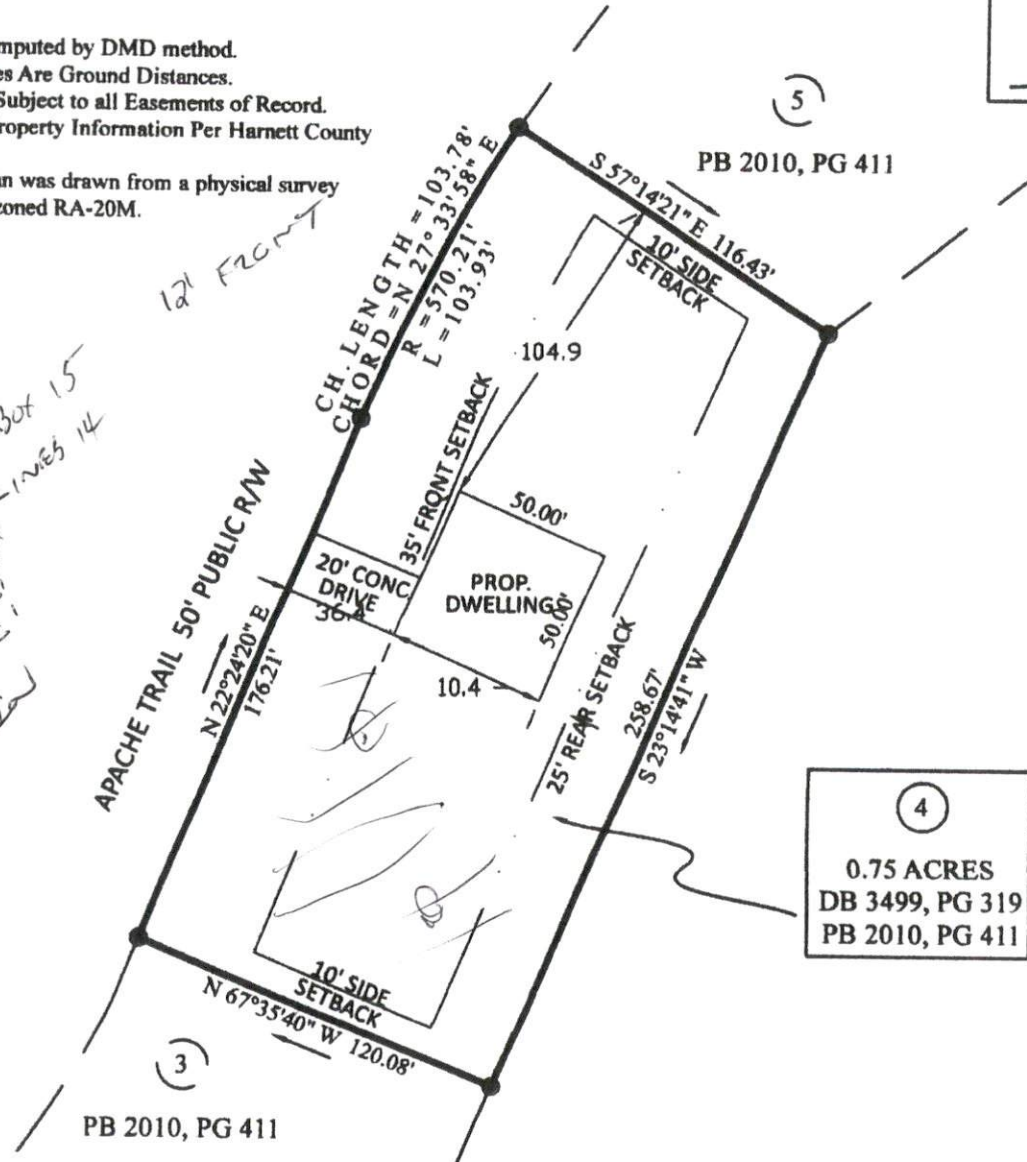 mputed by DMD method.
es Are Ground Distances.
Subject to all Easements of Record.
roperty Information Per Harnett County
n was drawn from a physical survey
oned RA-20M.
12' FRONT
15
14
5
PB 2010, PG 411
S 57°14'21" E 116.43'
10' SIDE
SETBACK
CH. LENGTH = 103.78'
CHORD = N 27° 33' 58" E
R = 570.21'
L = 103.93'
104.9
35' FRONT SETBACK
50.00'
PROP.
DWELLING
50.00'
20' CONC
DRIVE
36.4
10.4
APACHE TRAIL 50' PUBLIC R/W
N 22°24'20" E
176.21'
25' REAR SETBACK
258.67'
S 23°14'41" W
4
0.75 ACRES
DB 3499, PG 319
PB 2010, PG 411
10' SIDE
SETBACK
N 67°35'40" W 120.08'
3
PB 2010, PG 411